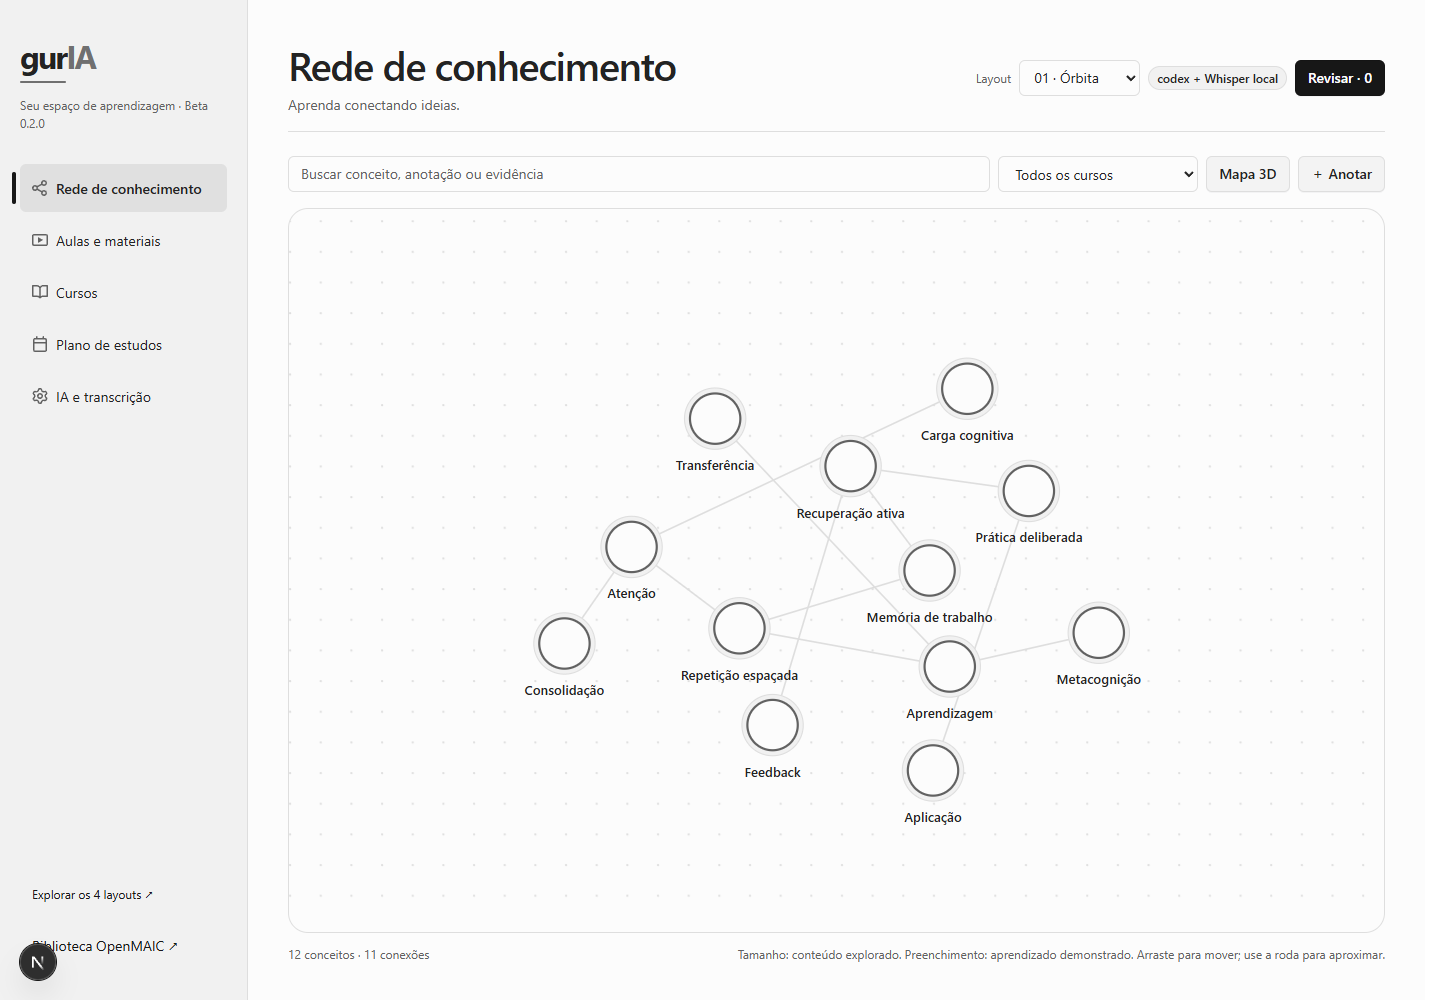 gurIA
Seu espaço de aprendizagem · Beta
0.2.0
Rede de conhecimento
Aulas e materiais
Cursos
Plano de estudos
IA e transcrição
Explorar os 4 layouts ↗
Biblioteca OpenMAIC ↗
N
Rede de conhecimento
Aprenda conectando ideias.
Layout
01 · Órbita
codex + Whisper local
Revisar · 0
Buscar conceito, anotação ou evidência
Todos os cursos
Mapa 3D
+ Anotar
Carga cognitiva
Transferência
Recuperação ativa
Prática deliberada
Atenção
Memória de trabalho
Repetição espaçada
Metacognição
Consolidação
Aprendizagem
Feedback
Aplicação
12 conceitos · 11 conexões
Tamanho: conteúdo explorado. Preenchimento: aprendizado demonstrado. Arraste para mover; use a roda para aproximar.